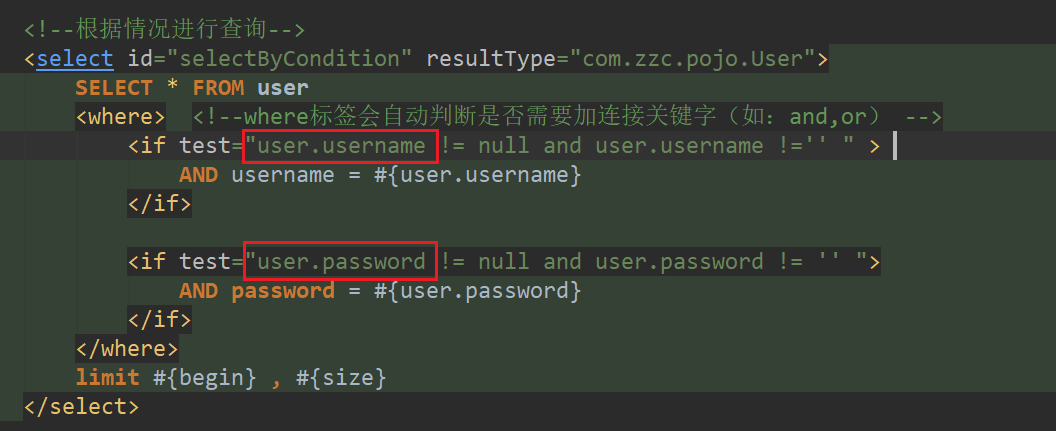 <!--根据情况进行查询-->
<select id="selectByCondition" resultType="com.zzc.pojo.User">
SELECT * FROM user
<where> <!--where标签会自动判断是否需要加连接关键字（如：and,or） -->
<if test="user.username != null and user.username !='' " >
AND username = #{user.username}
</if>
<if test="user.password != null and user.password != '' ">
AND password = #{user.password}
</if>
</where>
limit #{begin} , #{size}
</select>